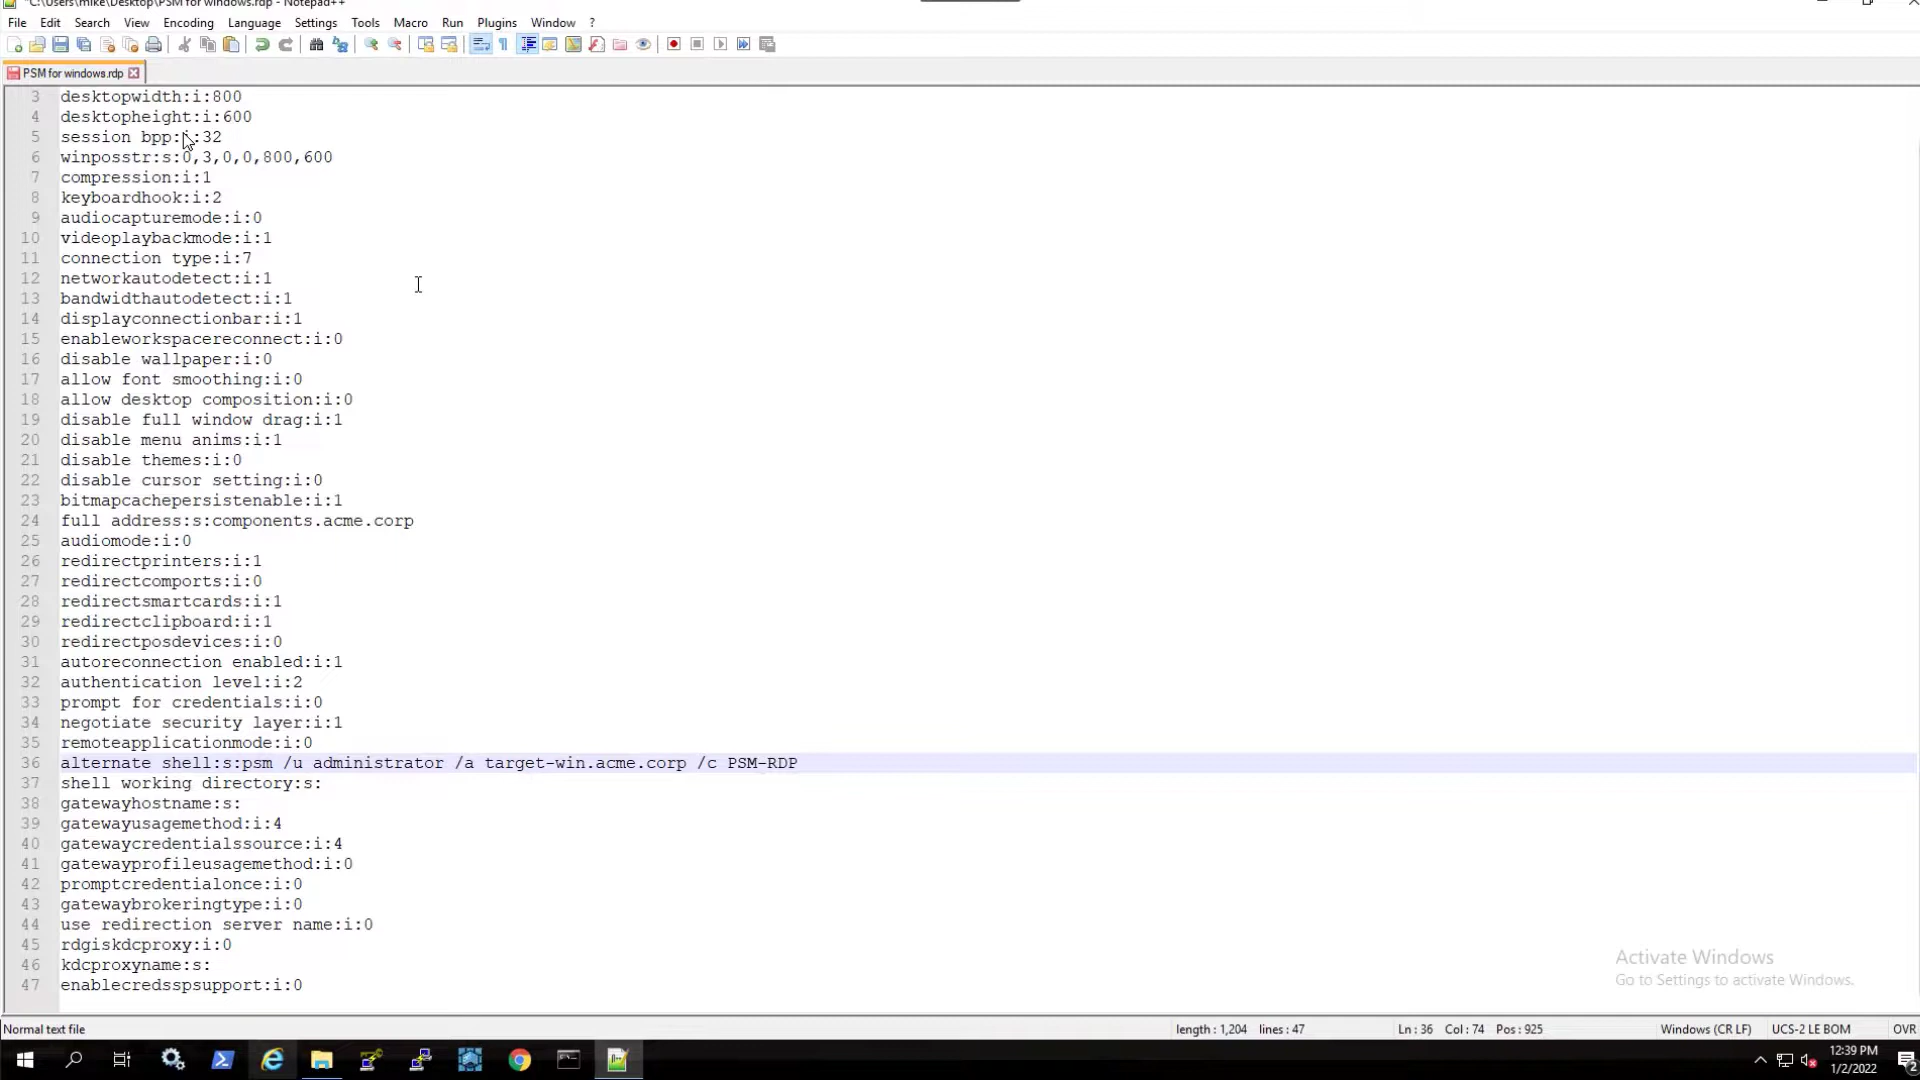 *C:\Users\mike\Desktop\PSM for windows.rdp - Notepad++
File Edit Search View Encoding Language Settings Tools Macro Run Plugins Window ?
PSM for windows.rdp
3 desktopwidth:i:800
4 desktopheight:i:600
5 session bpp:i:32
6 winposstr:s:0,3,0,0,800,600
7 compression:i:1
8 keyboardhook:i:2
9 audiocapturemode:i:0
10 videoplaybackmode:i:1
11 connection type:i:7
12 networkautodetect:i:1
13 bandwidthautodetect:i:1
14 displayconnectionbar:i:1
15 enableworkspacereconnect:i:0
16 disable wallpaper:i:0
17 allow font smoothing:i:0
18 allow desktop composition:i:0
19 disable full window drag:i:1
20 disable menu anims:i:1
21 disable themes:i:0
22 disable cursor setting:i:0
23 bitmapcachepersistenable:i:1
24 full address:s:components.acme.corp
25 audiomode:i:0
26 redirectprinters:i:1
27 redirectcomports:i:0
28 redirectsmartcards:i:1
29 redirectclipboard:i:1
30 redirectposdevices:i:0
31 autoreconnection enabled:i:1
32 authentication level:i:2
33 prompt for credentials:i:0
34 negotiate security layer:i:1
35 remoteapplicationmode:i:0
36 alternate shell:s:psm /u administrator /a target-win.acme.corp /c PSM-RDP
37 shell working directory:s:
38 gatewayhostname:s:
39 gatewayusagemethod:i:4
40 gatewaycredentialssource:i:4
41 gatewayprofileusagemethod:i:0
42 promptcredentialonce:i:0
43 gatewaybrokeringtype:i:0
44 use redirection server name:i:0
45 rdgiskdcproxy:i:0
46 kdcproxyname:s:
47 enablecredsspsupport:i:0
Activate Windows
Go to Settings to activate Windows.
Normal text file length : 1,204 lines : 47 Ln : 36 Col : 74 Pos : 925 Windows (CR LF) UCS-2 LE BOM OVR
12:39 PM
1/2/2022
2